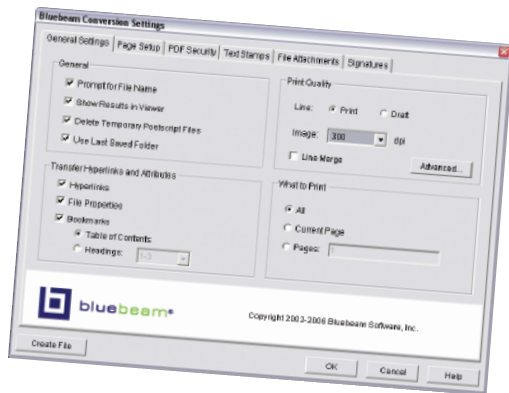 Bluebeam Conversion Settings
General Settings Page Setup PDF Security Text Stamps File Attachments Signatures
General
Prompt for File Name
Show Results in Viewer
Delete Temporary Postscript Files
Use Last Saved Folder
Transfer Hyperlinks and Attributes
Hyperlinks
File Properties
Bookmarks
Table of Contents
Headings: 1-3
Print Quality
Line: Print Draft
Image: 300 dpi
Line Merge
Advanced...
What to Print
All
Current Page
Pages: 1
bluebeam®
Copyright 2002-2006 Bluebeam Software, Inc.
Create File
OK Cancel Help